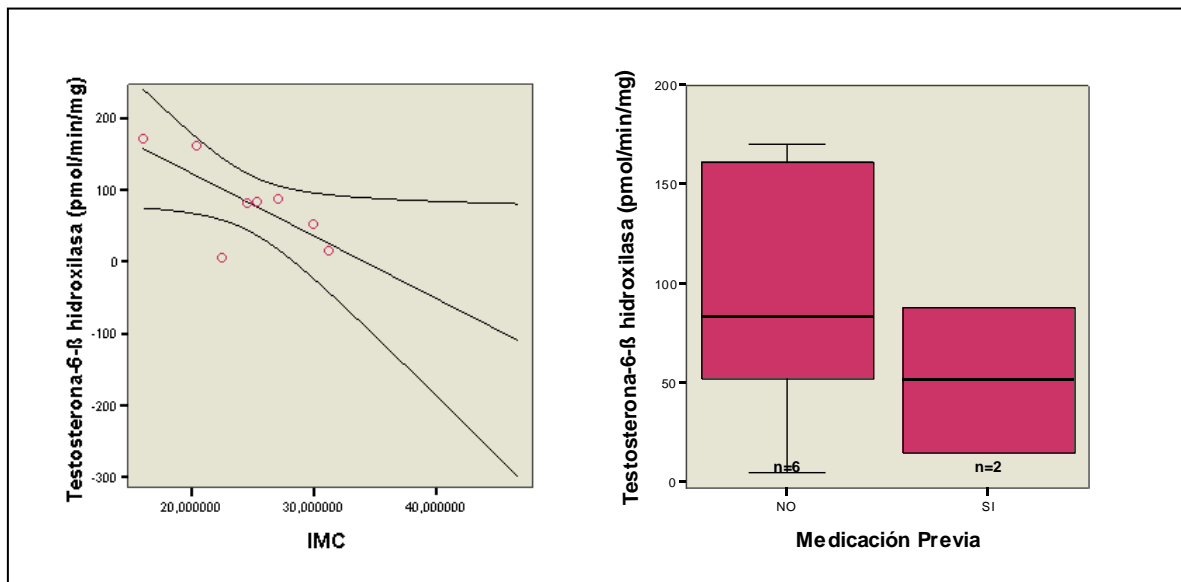 Testosterona-6-ß hidroxilasa (pmol/min/mg)
200
100
0
-100
-200
-300
20,000000
30,000000
40,000000
IMC
Testosterona-6-ß hidroxilasa (pmol/min/mg)
200
150
100
50
0
n=6
n=2
NO
SI
Medicación Previa